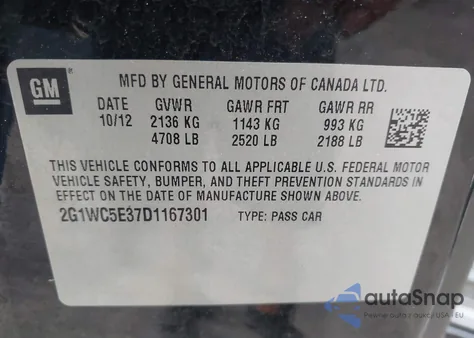 GM
MFD BY GENERAL MOTORS OF CANADA LTD.
DATE GVWR GAWR FRT GAWR RR
10/12 2136 KG 1143 KG 993 KG
4708 LB 2520 LB 2188 LB
THIS VEHICLE CONFORMS TO ALL APPLICABLE U.S. FEDERAL MOTOR
VEHICLE SAFETY, BUMPER, AND THEFT PREVENTION STANDARDS IN
EFFECT ON THE DATE OF MANUFACTURE SHOWN ABOVE.
2G1WC5E37D1167301 TYPE: PASS CAR
autoSnap